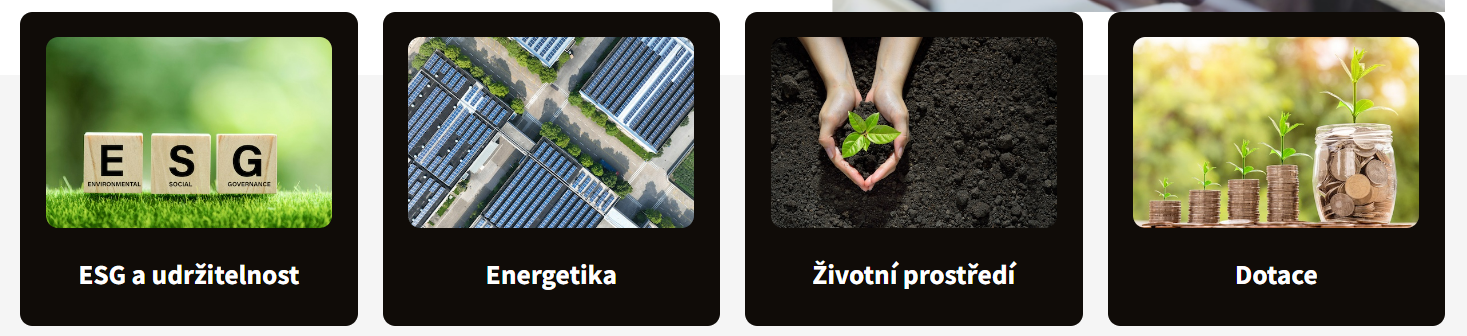 E S G
ENVIRONMENTAL SOCIAL GOVERNANCE
ESG a udržitelnost
Energetika
Životní prostředí
Dotace